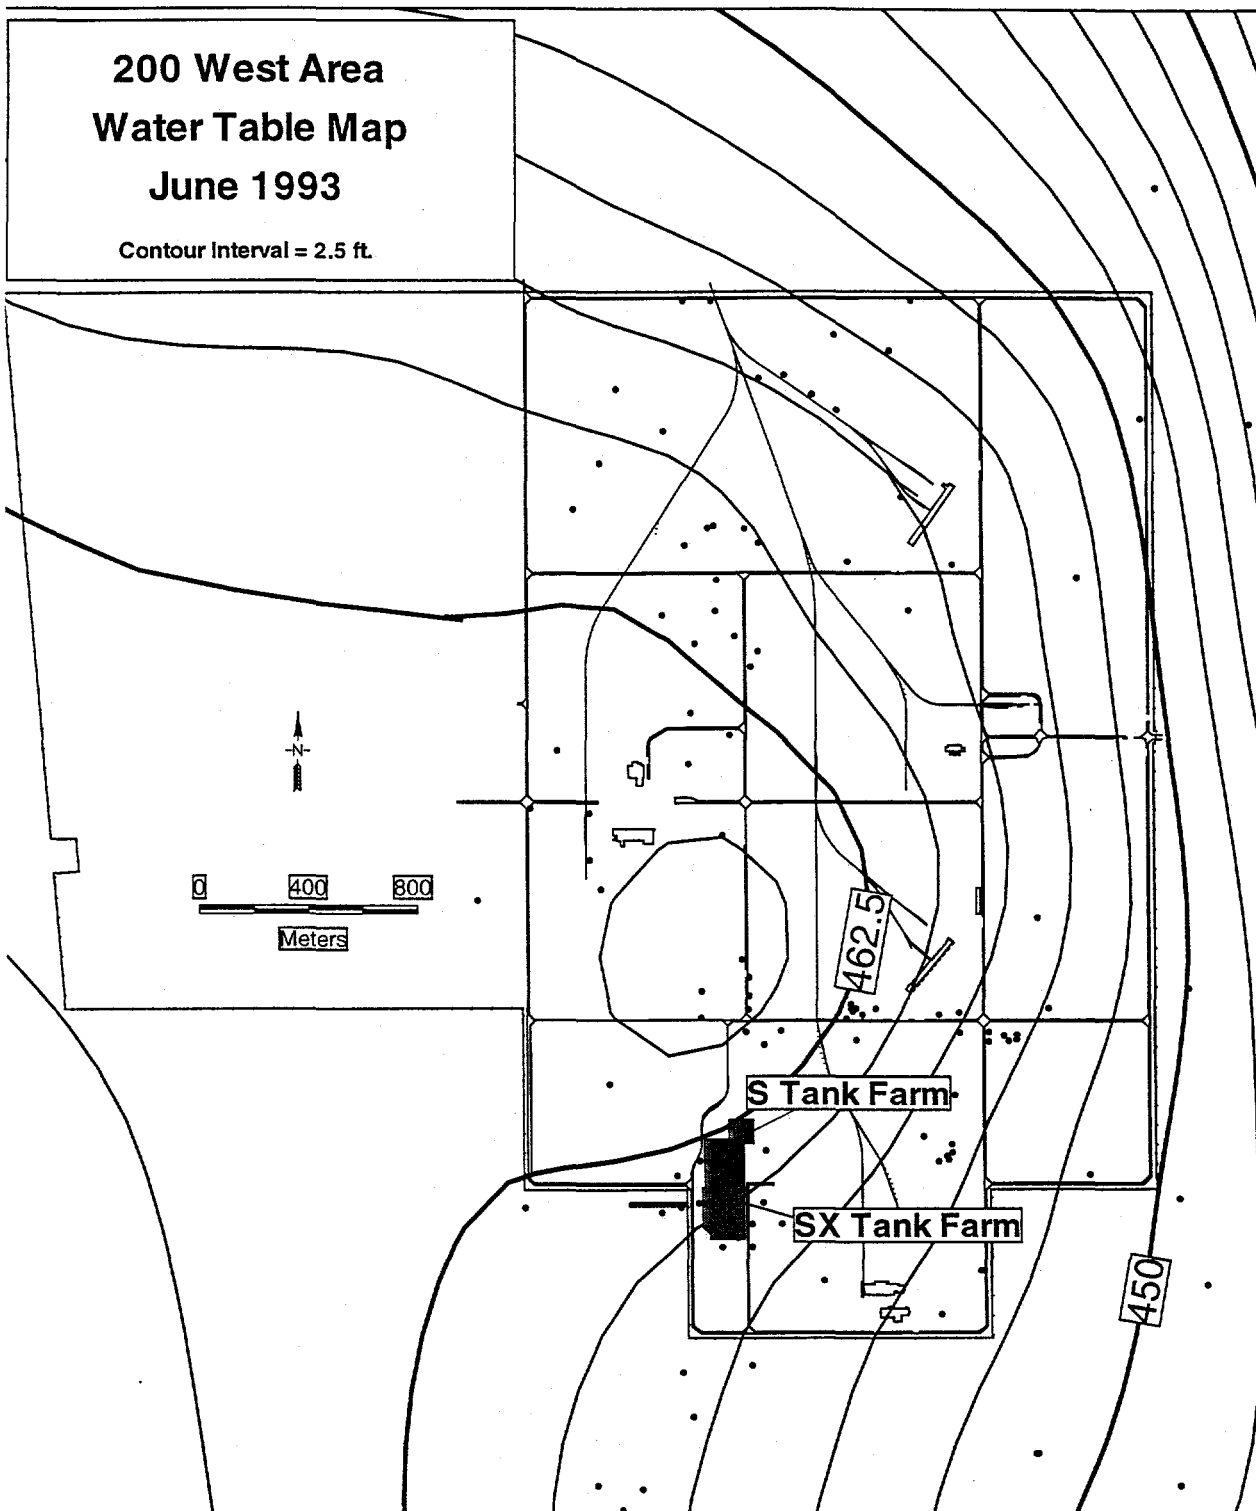 200 West Area
Water Table Map
June 1993
Contour Interval = 2.5 ft.
N
0 400 800
Meters
462.5
S Tank Farm
SX Tank Farm
450